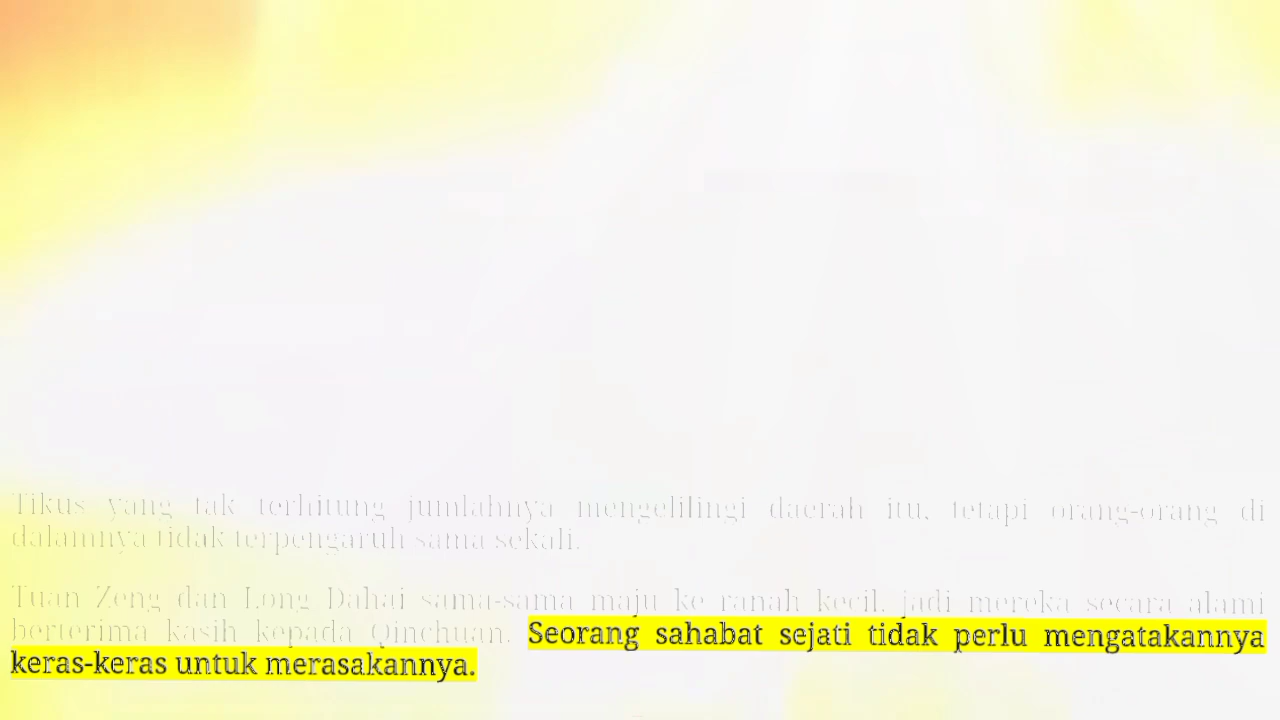 Tikus yang tak terhitung jumlahnya mengelilingi daerah itu, tetapi orang-orang di
dalamnya tidak terpengaruh sama sekali.
Tuan Zeng dan Long Dahai sama-sama maju ke ranah kecil, jadi mereka secara alami
berterima kasih kepada Qinchuan. Seorang sahabat sejati tidak perlu mengatakannya
keras-keras untuk merasakannya.